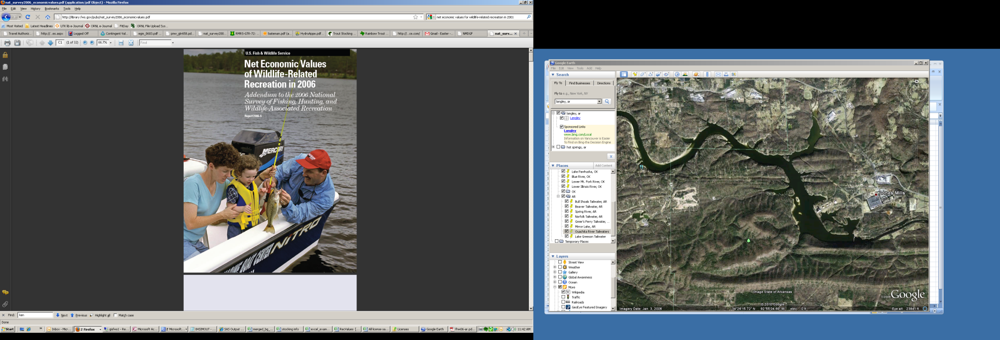 nat_survey2006_economicvalues.pdf (application/pdf Object) - Mozilla Firefox
File Edit View History Bookmarks Tools Help
http://library.fws.gov/pubs/nat_survey2006_economicvalues.pdf
net economic values for wildlife-related recreation in 2001
Most Visited Latest Headlines UTK lib e-Journal ORNL e-Journal FitDay ORNL File Upload Sys...
Travel Authoriz... http://...es.aspx Logged Off Contingent Val... egm_0603.pdf ... pnw_gtr658.pd... nat_survey200... RMRS-GTR-72: ... bateman.pdf (a... HydroAppe.pdf... Trout Stocking ... Rainbow Trout ... http://...ce.com/ Gmail - Easter -... NMDGF nat_surv...
C1 (1 of 32) 66.7% Find
U.S. Fish & Wildlife Service
Net Economic Values
of Wildlife-Related
Recreation in 2006
Addendum to the 2006 National
Survey of Fishing, Hunting, and
Wildlife-Associated Recreation
Report 2006-5
MERCURY
NITRO
Find: ken Next Previous Highlight all Match case
Done
Start Inbox - Micr... 2 Firefox gisfws1 - Re... Microsoft Ac... 2 Microsoft... 84SIMOUT - ... SAS Output ... merged_bg_... stocking info excel_exam... RecValues [... All license sa... Licenses Google Earth fhw06-ar.pd... 11:42 AM
Google Earth
File Edit View Tools Add Help
Search
Fly To Find Businesses Directions
Fly to e.g., New York, NY
langley, ar
langley, ar
Langley
Sponsored Links
Langley
www.bing.com/Local
Information on Vancouver is Easier
To Find on Bing-the Decision Engine
hot springs, ar
Places Add Content
Lake Pawhuska, OK
Blue River, OK
Lower Mt. Fork River, OK
Lower Illinois River, OK
OK
AR
Bull Shoals Tailwater, AR
Beaver Tailwater, AR
Spring River, AR
Norfolk Tailwater, AR
Greer's Ferry Tailwater, ...
Mirror Lake, AR
Ouachita River Tailwaters
Lake Greeson Tailwater
Temporary Places
Layers
Street View
Weather
Gallery
Global Awareness
Ocean
More
Wikipedia
Traffic
Railroads
GeoEye Featured Imagery
N
Jones Mills
Image State of Arkansas
© 2010 Google
©2009 Google
Imagery Date: Jan 3, 2006 34°26'15.72" N 92°55'04.69" W elev 0 ft Eye alt 23841 ft